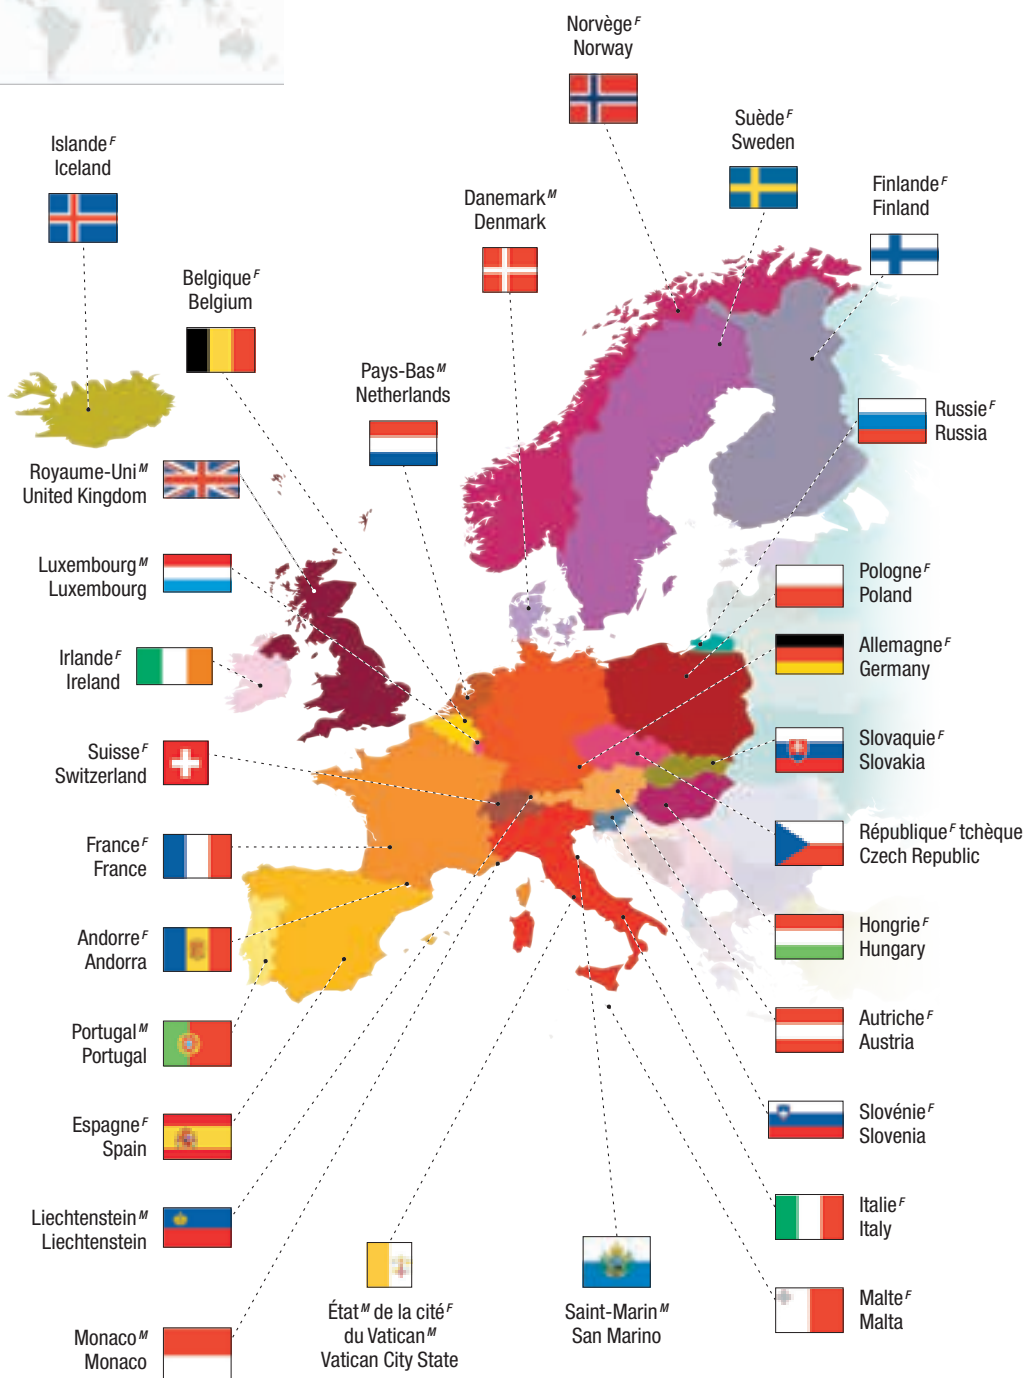 Norvège F
Norway
Suède F
Sweden
Islande F
Iceland
Finlande F
Finland
Danemark M
Denmark
Belgique F
Belgium
Pays-Bas M
Netherlands
Russie F
Russia
Royaume-Uni M
United Kingdom
Luxembourg M
Luxembourg
Pologne F
Poland
Irlande F
Ireland
Allemagne F
Germany
Suisse F
Switzerland
Slovaquie F
Slovakia
France F
France
République F tchèque
Czech Republic
Andorre F
Andorra
Hongrie F
Hungary
Portugal M
Portugal
Autriche F
Austria
Espagne F
Spain
Slovénie F
Slovenia
Liechtenstein M
Liechtenstein
Italie F
Italy
État M de la cité F
du Vatican M
Vatican City State
Saint-Marin M
San Marino
Malte F
Malta
Monaco M
Monaco